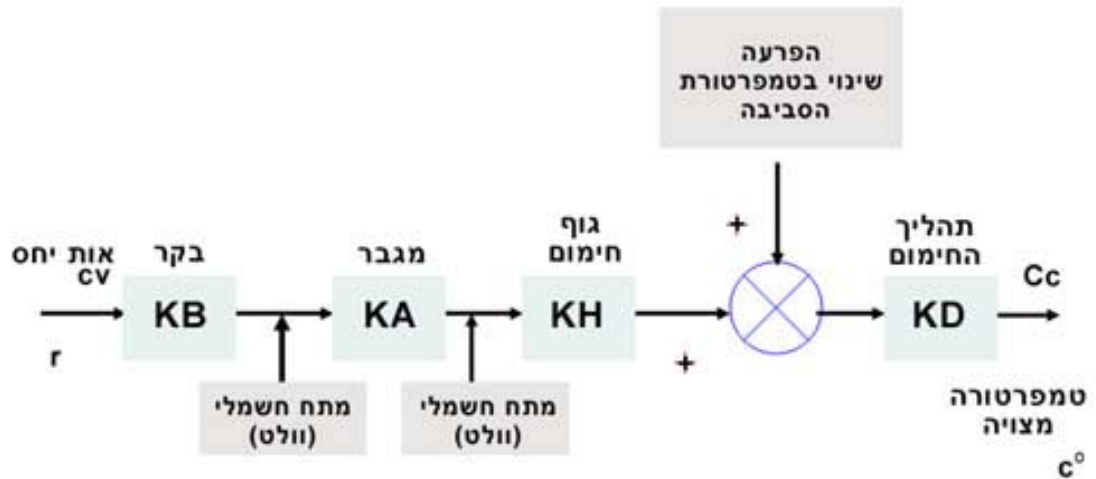 הפרעה
שינוי בטמפרטורת
הסביבה
אות יחס
cv
r
בקר
KB
מתח חשמלי
(וולט)
מגבר
KA
מתח חשמלי
(וולט)
גוף
חימום
KH
+
+
תהליך
החימום
KD
Cc
טמפרטורה
מצויה
c°